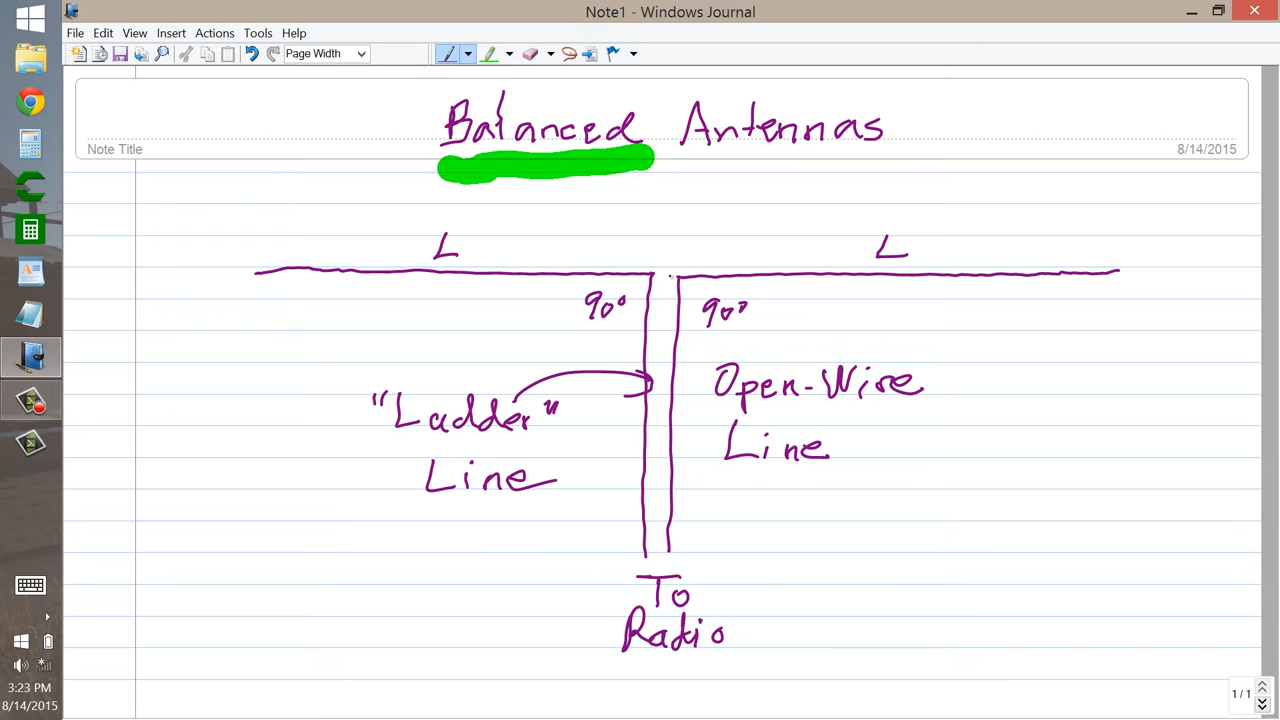 Note1 - Windows Journal
File Edit View Insert Actions Tools Help
Page Width
Balanced Antennas
Note Title
8/14/2015
L
L
90°
90°
"Ladder"
Line
Open-Wire
Line
To
Radio
3:23 PM
8/14/2015
1/1